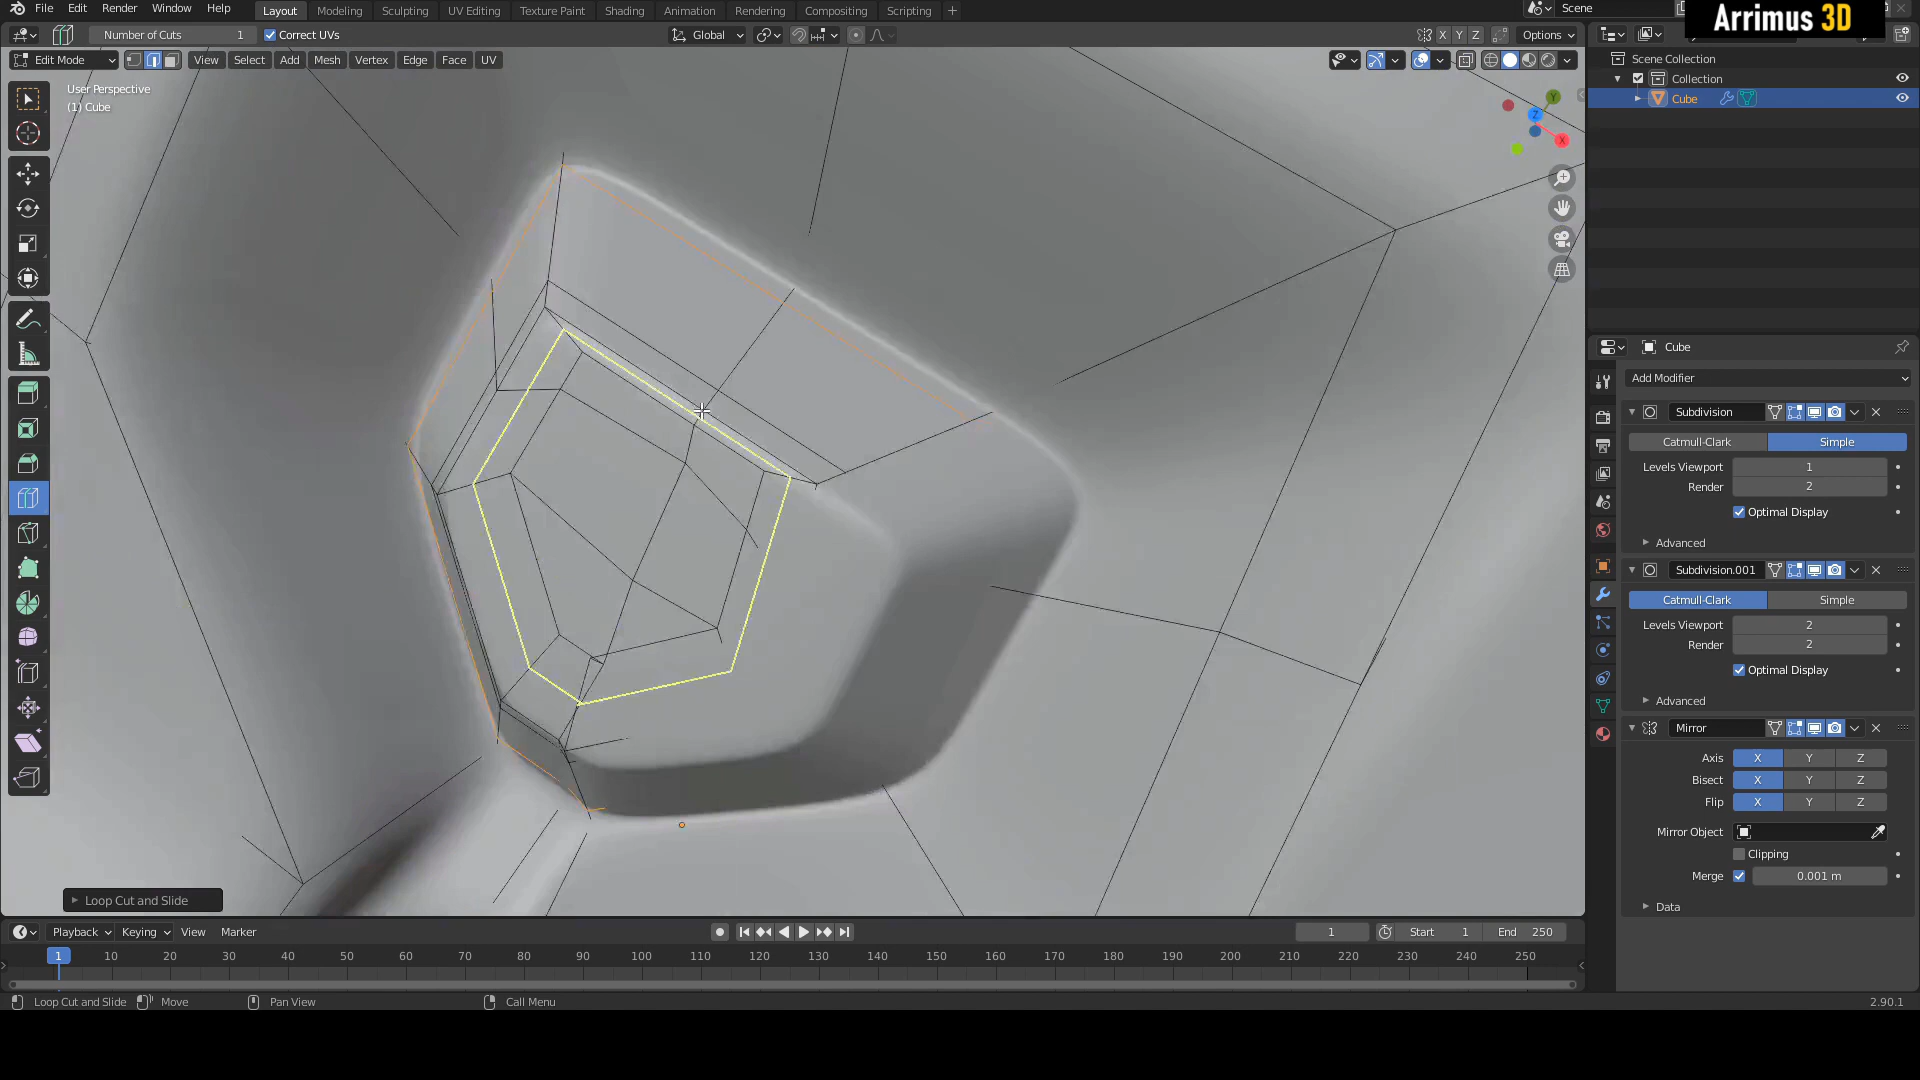 File Edit Render Window Help Layout Modeling Sculpting UV Editing Texture Paint Shading Animation Rendering Compositing Scripting + Scene
Arrimus 3D
Number of Cuts 1 Correct UVs Global X Y Z Options
Edit Mode View Select Add Mesh Vertex Edge Face UV
User Perspective
(1) Cube
Y
Z
X
Scene Collection
Collection
Cube
Cube
Add Modifier
Subdivision
Catmull-Clark Simple
Levels Viewport 1
Render 2
Optimal Display
Advanced
Subdivision.001
Catmull-Clark Simple
Levels Viewport 2
Render 2
Optimal Display
Advanced
Mirror
Axis X Y Z
Bisect X Y Z
Flip X Y Z
Mirror Object
Clipping
Merge 0.001 m
Data
Loop Cut and Slide
Playback Keying View Marker 1 Start 1 End 250
1 10 20 30 40 50 60 70 80 90 100 110 120 130 140 150 160 170 180 190 200 210 220 230 240 250
Loop Cut and Slide Move Pan View Call Menu 2.90.1